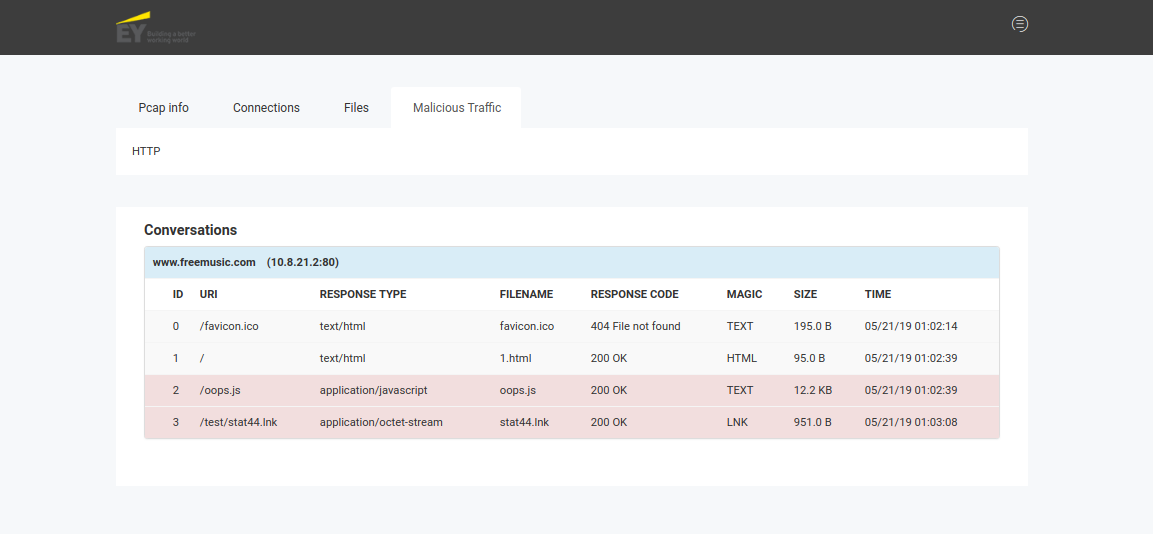 EY Building a better
working world
Pcap info Connections Files Malicious Traffic
HTTP
Conversations
www.freemusic.com (10.8.21.2:80)
ID URI RESPONSE TYPE FILENAME RESPONSE CODE MAGIC SIZE TIME
0 /favicon.ico text/html favicon.ico 404 File not found TEXT 195.0 B 05/21/19 01:02:14
1 / text/html 1.html 200 OK HTML 95.0 B 05/21/19 01:02:39
2 /oops.js application/javascript oops.js 200 OK TEXT 12.2 KB 05/21/19 01:02:39
3 /test/stat44.lnk application/octet-stream stat44.lnk 200 OK LNK 951.0 B 05/21/19 01:03:08